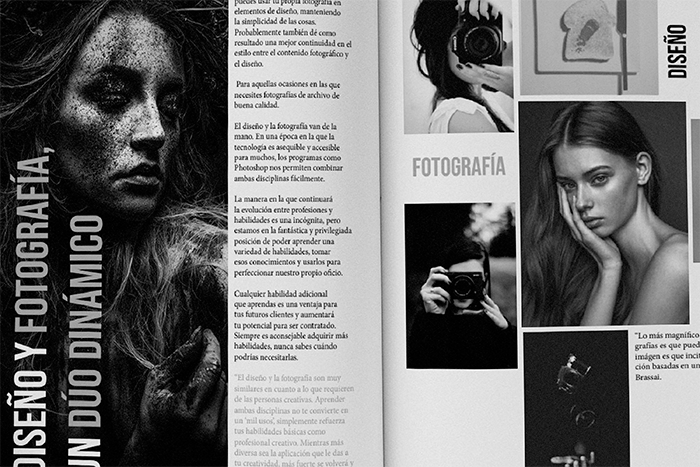 DISEÑO Y FOTOGRAFÍA,
UN DÚO DINÁMICO
puedes usar tu propia fotografía en
elementos de diseño, manteniendo
la simplicidad de las cosas.
Probablemente también dé como
resultado una mejor continuidad en el
estilo entre el contenido fotográfico y
el diseño.
Para aquellas ocasiones en las que
necesites fotografías de archivo de
buena calidad.
El diseño y la fotografía van de la
mano. En una época en la que la
tecnología es asequible y accesible
para muchos, los programas como
Photoshop nos permiten combinar
ambas disciplinas fácilmente.
La manera en la que continuará
la evolución entre profesiones y
habilidades es una incógnita, pero
estamos en la fantástica y privilegiada
posición de poder aprender una
variedad de habilidades, tomar
esos conocimientos y usarlos para
perfeccionar nuestro propio oficio.
Cualquier habilidad adicional
que aprendas es una ventaja para
tus futuros clientes y aumentará
tu potencial para ser contratado.
Siempre es aconsejable adquirir más
habilidades, nunca sabes cuándo
podrías necesitarlas.
"El diseño y la fotografía son muy
similares en cuanto a lo que requieren
de las personas creativas. Aprender
ambas disciplinas no te convierte en
un 'mil usos', simplemente refuerza
tus habilidades básicas como
profesional creativo. Mientras más
diversa sea la aplicación que le das a
tu creatividad, más fuerte se volverá y
FOTOGRAFÍA
DISEÑO
"Lo más magnífico
grafías es que pued
imágen es que inci
ción basadas en un
Brassai.